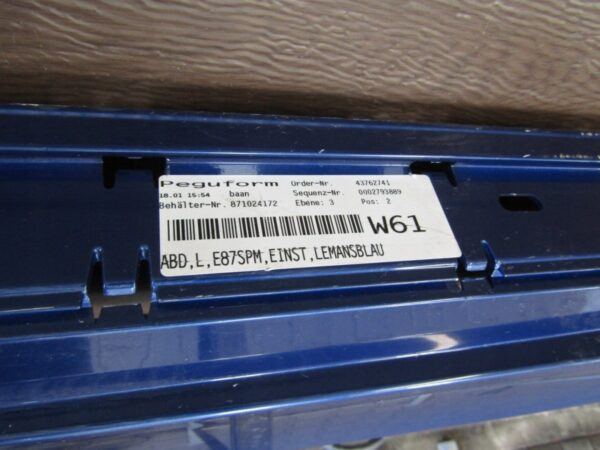 Peguform Order-Nr. 43762741
18.01 15:54 baan Sequenz-Nr. 0002793889
Behälter-Nr. 871024172 Ebene: 3 Pos: 2
W61
ABD,L,E87SPM,EINST,LEMANSBLAU